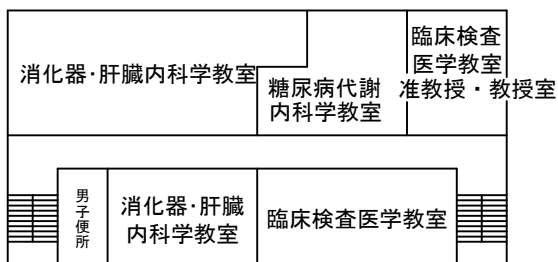 消化器・肝臓内科学教室
糖尿病代謝
内科学教室
臨床検査
医学教室
准教授・教授室
男子便所
消化器・肝臓
内科学教室
臨床検査医学教室